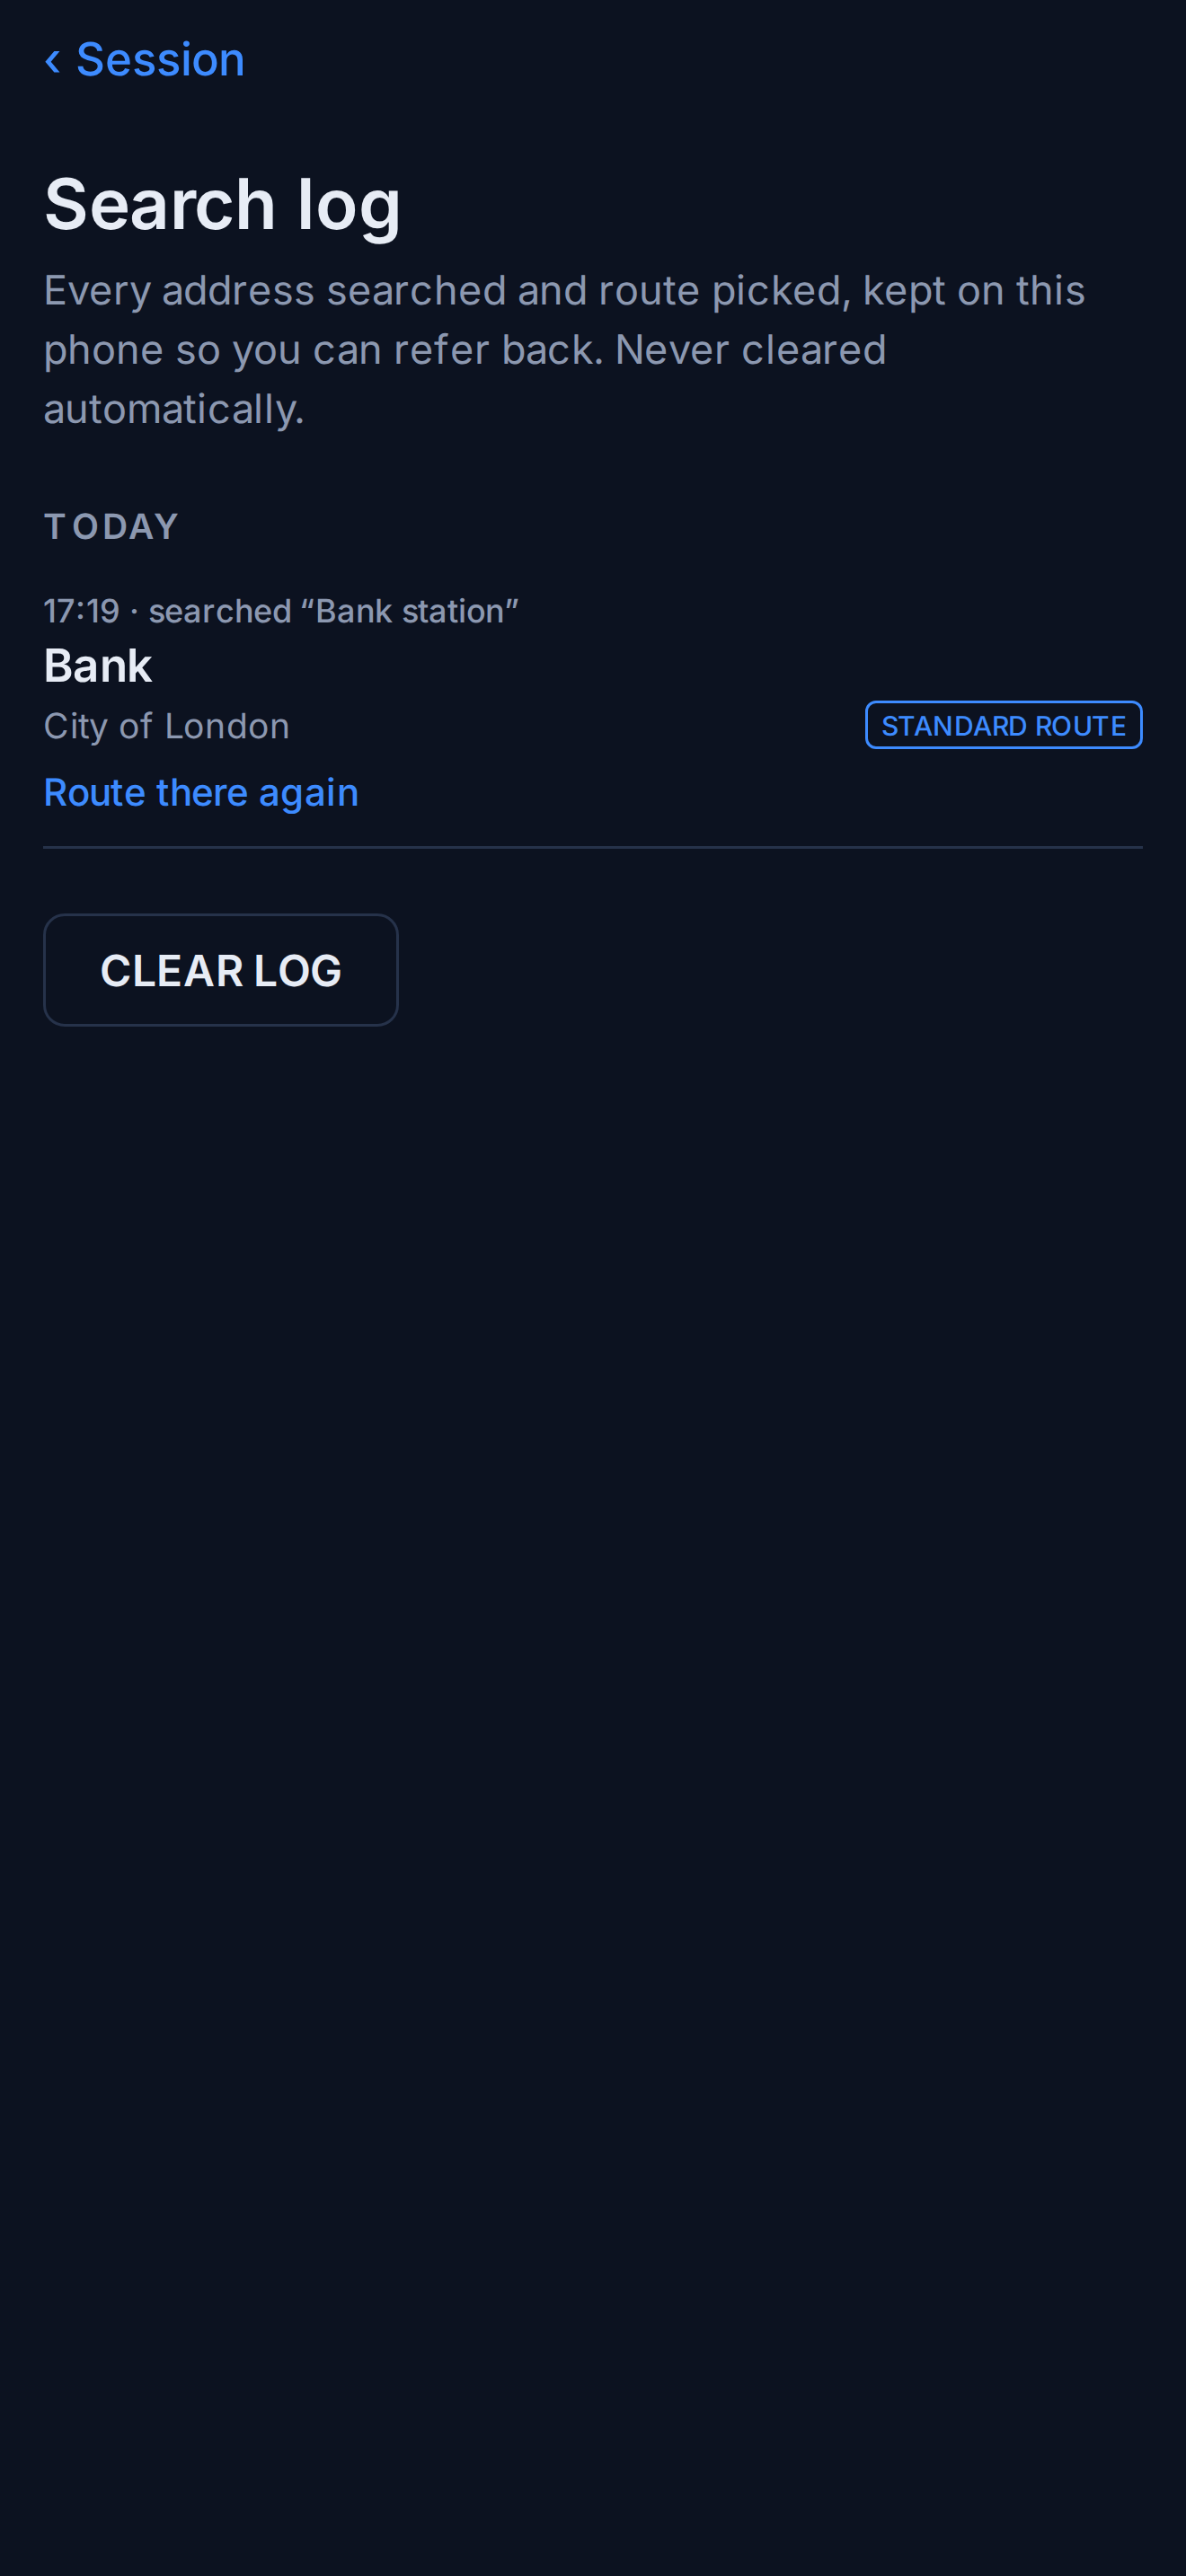 ‹ Session
Search log
Every address searched and route picked, kept on this
phone so you can refer back. Never cleared
automatically.
TODAY
17:19 · searched “Bank station”
Bank
City of London
STANDARD ROUTE
Route there again
CLEAR LOG